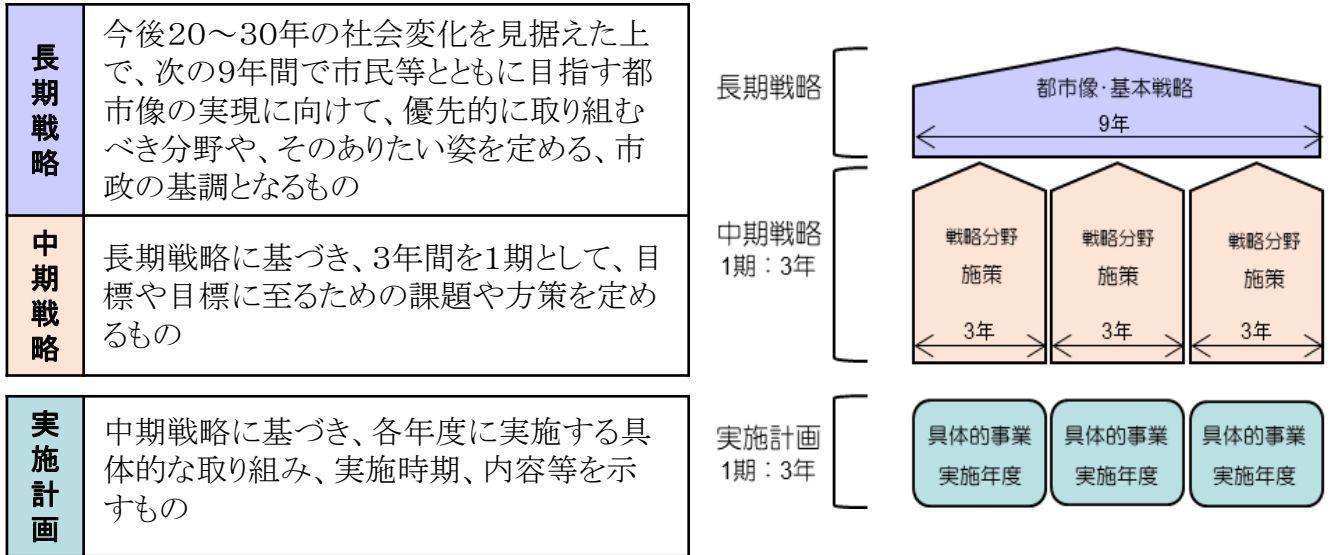 長期戦略
今後20～30年の社会変化を見据えた上
で、次の9年間で市民等とともに目指す都
市像の実現に向けて、優先的に取り組む
べき分野や、そのありたい姿を定める、市
政の基調となるもの
中期戦略
長期戦略に基づき、3年間を1期として、目
標や目標に至るための課題や方策を定め
るもの
実施計画
中期戦略に基づき、各年度に実施する具
体的な取り組み、実施時期、内容等を示
すもの
長期戦略
都市像・基本戦略
9年
中期戦略
1期：3年
戦略分野
施策
3年
戦略分野
施策
3年
戦略分野
施策
3年
実施計画
1期：3年
具体的事業
実施年度
具体的事業
実施年度
具体的事業
実施年度